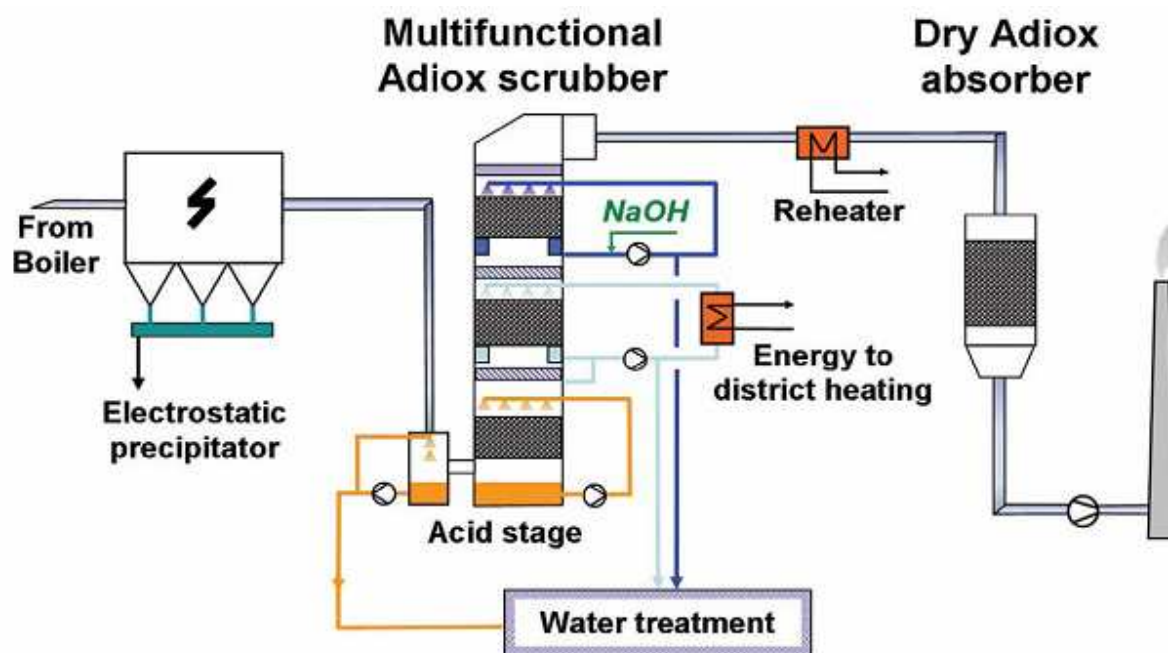 Multifunctional
Adiox scrubber
Dry Adiox
absorber
From
Boiler
NaOH
Reheater
Energy to
district heating
Electrostatic
precipitator
Acid stage
Water treatment